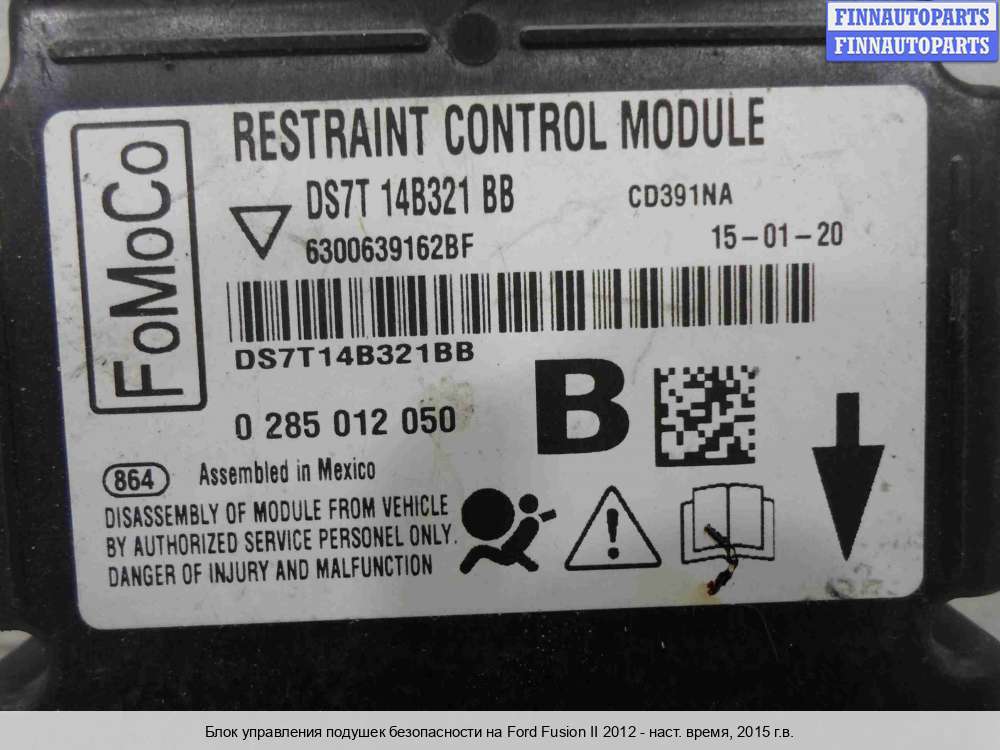 FINNAUTOPARTS
FINNAUTOPARTS
FoMoCo
RESTRAINT CONTROL MODULE
DS7T 14B321 BB
CD391NA
6300639162BF
15-01-20
DS7T14B321BB
0 285 012 050
B
864
Assembled in Mexico
DISASSEMBLY OF MODULE FROM VEHICLE
BY AUTHORIZED SERVICE PERSONEL ONLY.
DANGER OF INJURY AND MALFUNCTION
Блок управления подушек безопасности на Ford Fusion II 2012 - наст. время, 2015 г.в.